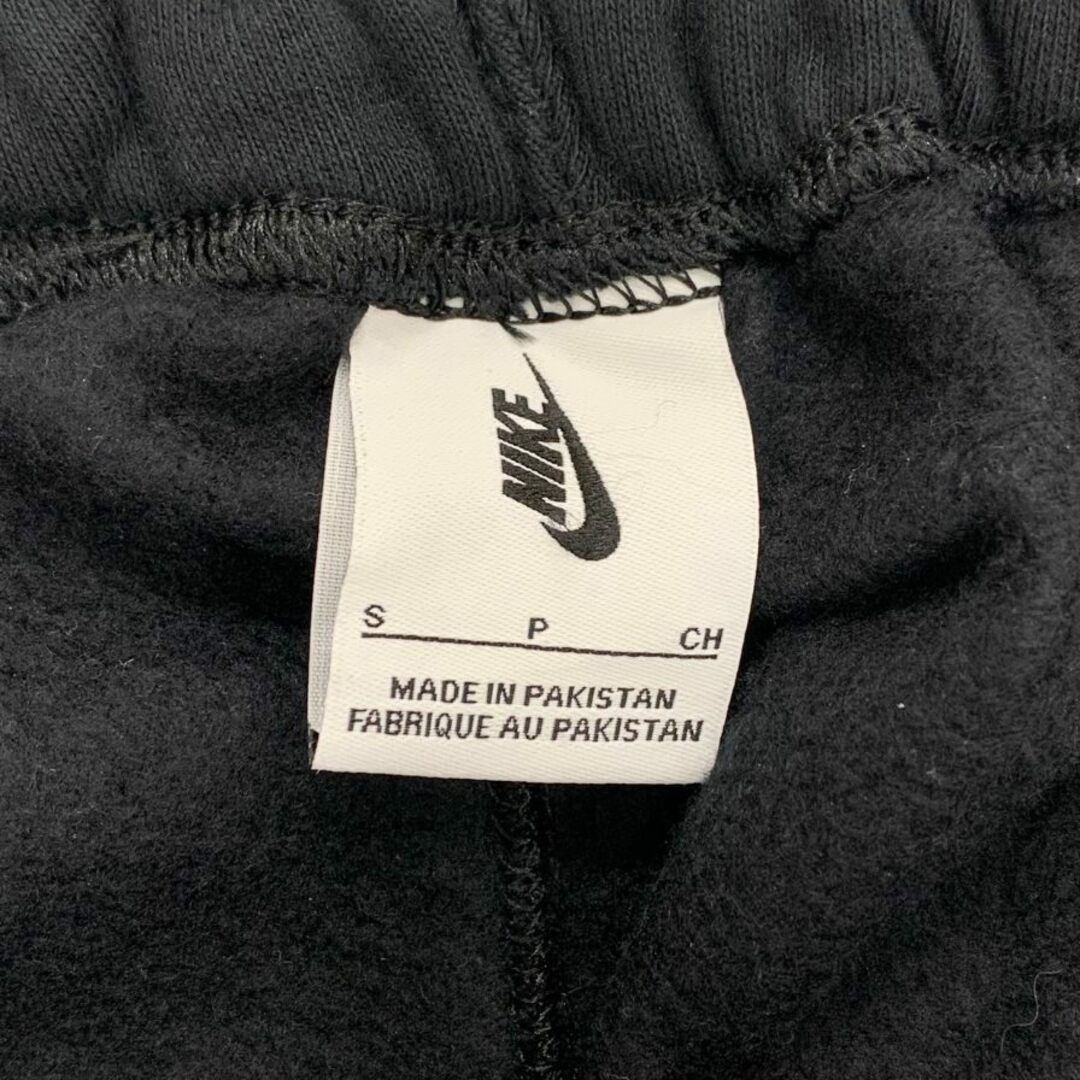 NIKE
S P CH
MADE IN PAKISTAN
FABRIQUE AU PAKISTAN